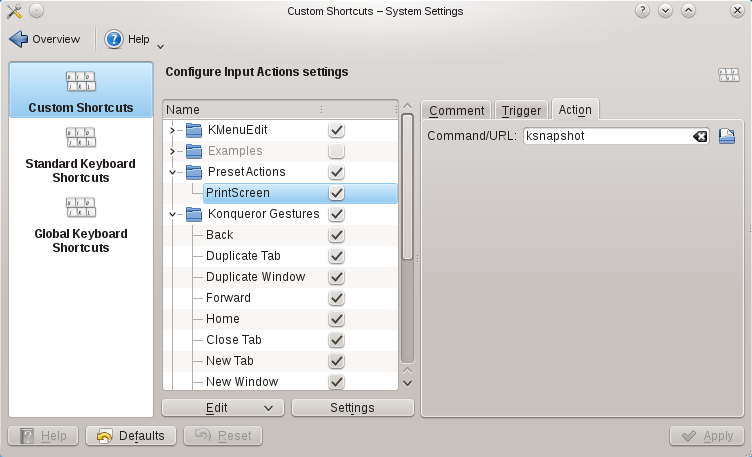 Custom Shortcuts – System Settings
Overview
Help
Custom Shortcuts
Standard Keyboard
Shortcuts
Global Keyboard
Shortcuts
Configure Input Actions settings
Name
KMenuEdit
Examples
PresetActions
PrintScreen
Konqueror Gestures
Back
Duplicate Tab
Duplicate Window
Forward
Home
Close Tab
New Tab
New Window
Edit
Settings
Comment
Trigger
Action
Command/URL: ksnapshot
Help
Defaults
Reset
Apply